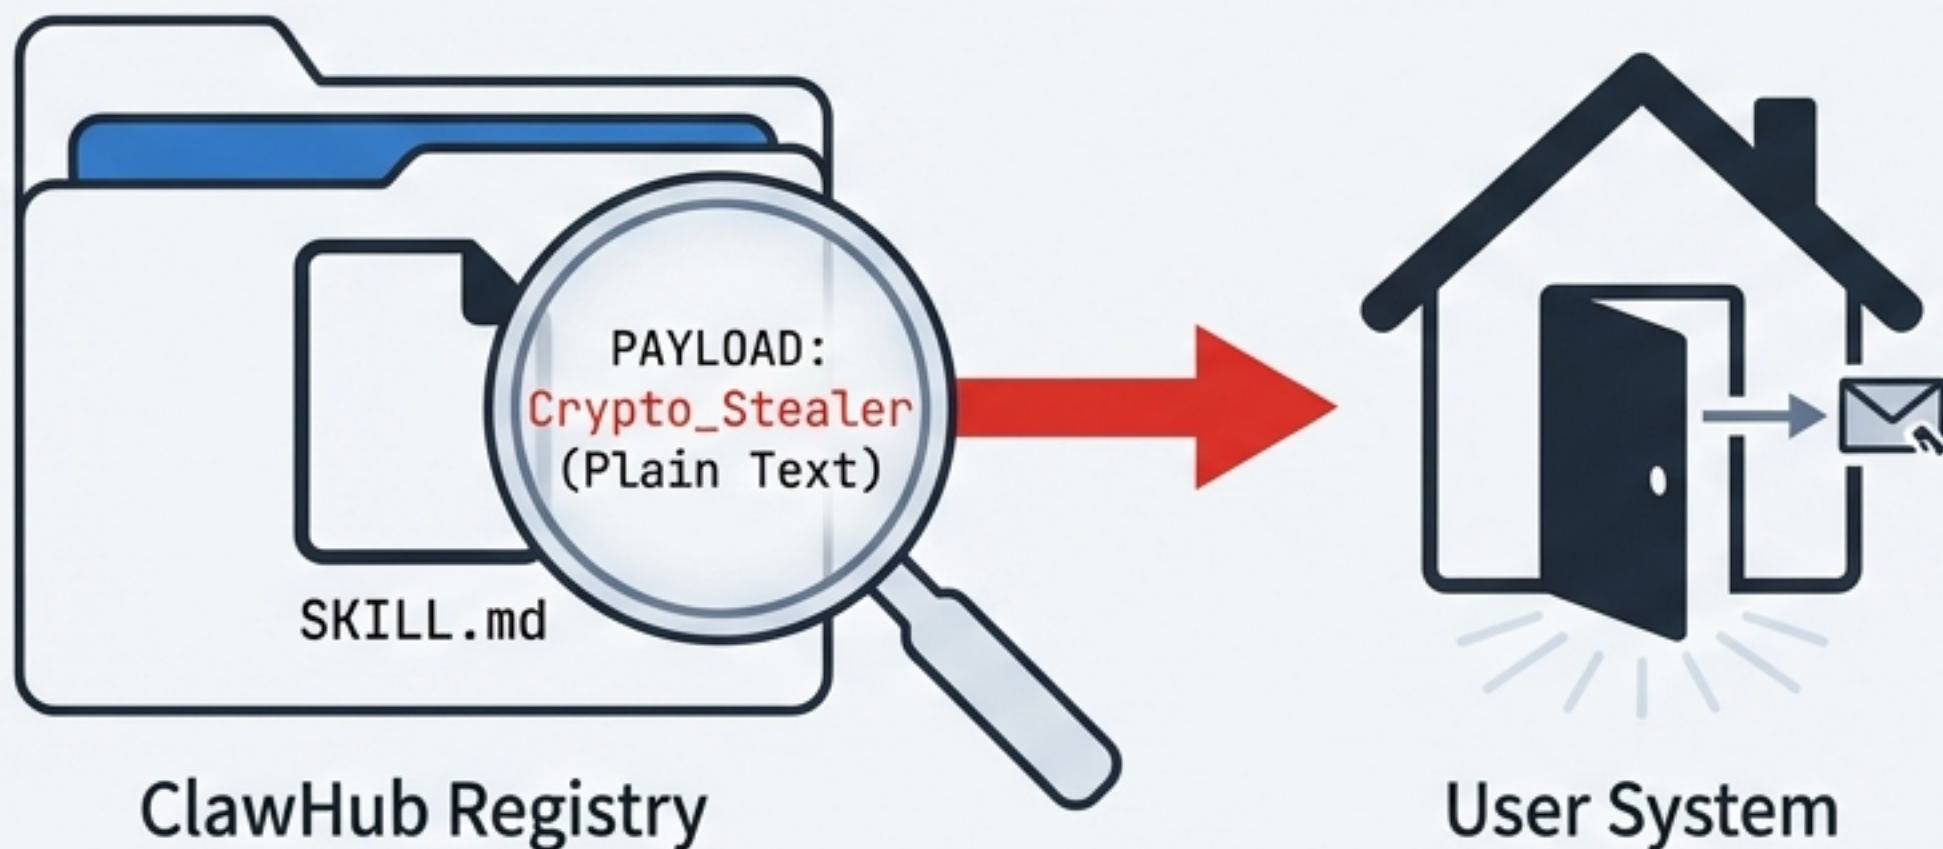 PAYLOAD:
Crypto_Stealer
(Plain Text)
SKILL.md
ClawHub Registry
User System